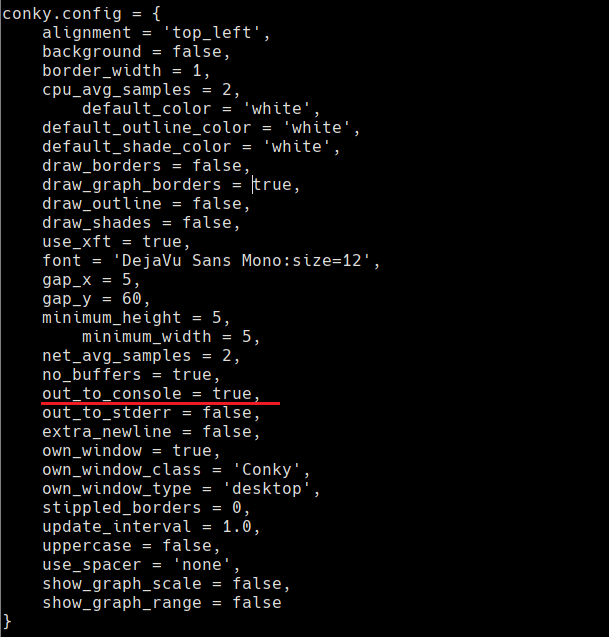 conky.config = {
    alignment = 'top_left',
    background = false,
    border_width = 1,
    cpu_avg_samples = 2,
        default_color = 'white',
    default_outline_color = 'white',
    default_shade_color = 'white',
    draw_borders = false,
    draw_graph_borders = true,
    draw_outline = false,
    draw_shades = false,
    use_xft = true,
    font = 'DejaVu Sans Mono:size=12',
    gap_x = 5,
    gap_y = 60,
    minimum_height = 5,
        minimum_width = 5,
    net_avg_samples = 2,
    no_buffers = true,
    out_to_console = true,
    out_to_stderr = false,
    extra_newline = false,
    own_window = true,
    own_window_class = 'Conky',
    own_window_type = 'desktop',
    stippled_borders = 0,
    update_interval = 1.0,
    uppercase = false,
    use_spacer = 'none',
    show_graph_scale = false,
    show_graph_range = false
}